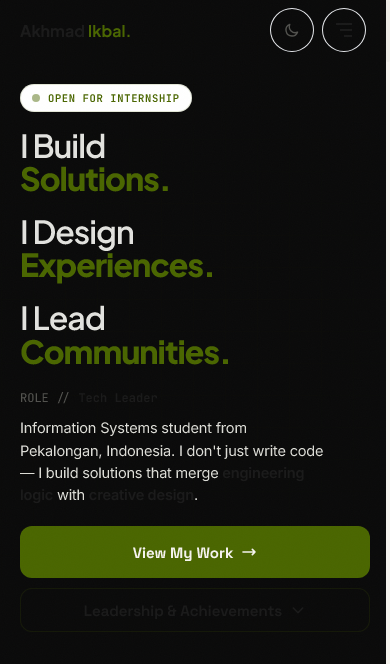 Akhmad Ikbal.
OPEN FOR INTERNSHIP
I Build
Solutions.
I Design
Experiences.
I Lead
Communities.
ROLE // Tech Leader
Information Systems student from
Pekalongan, Indonesia. I don't just write code
— I build solutions that merge engineering
logic with creative design.
View My Work →
Leadership & Achievements